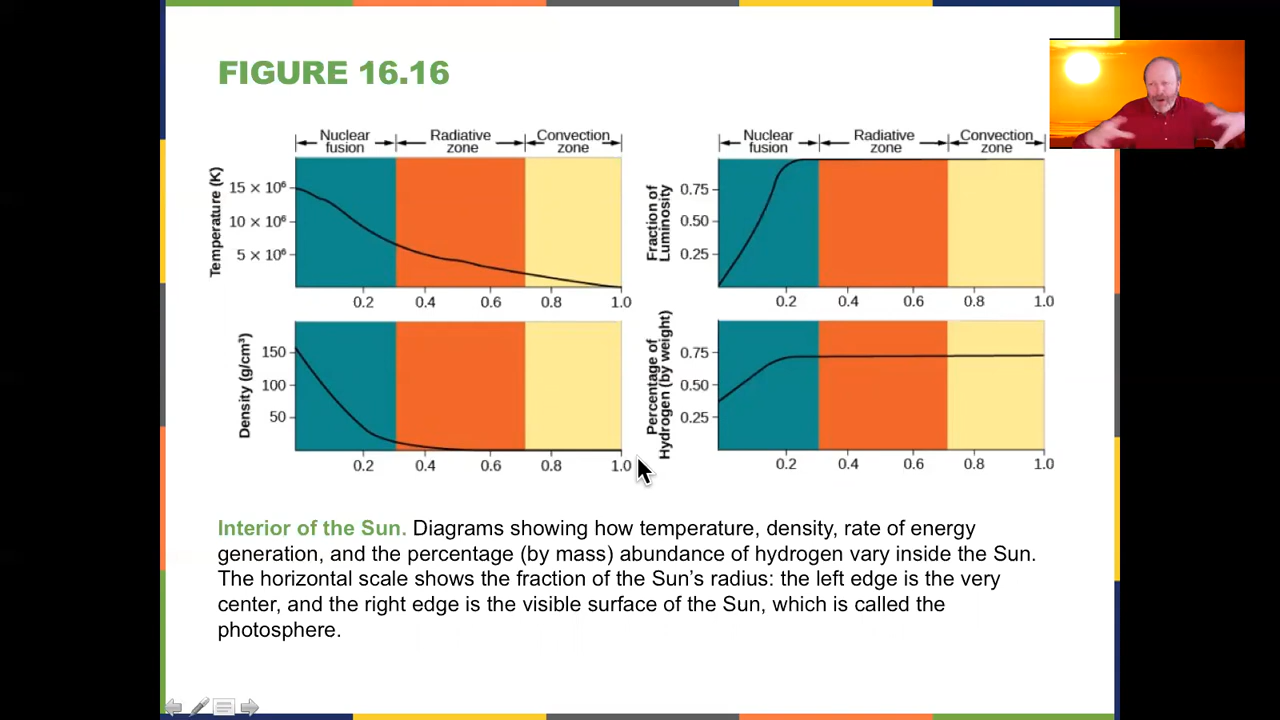 FIGURE 16.16
Nuclear fusion
Radiative zone
Convection zone
Temperature (K)
15 × 10⁶
10 × 10⁶
5 × 10⁶
0.2 0.4 0.6 0.8 1.0
Nuclear fusion
Radiative zone
Convection zone
Fraction of Luminosity
0.75
0.50
0.25
0.2 0.4 0.6 0.8 1.0
Density (g/cm³)
150
100
50
0.2 0.4 0.6 0.8 1.0
Percentage of Hydrogen (by weight)
0.75
0.50
0.25
0.2 0.4 0.6 0.8 1.0
Interior of the Sun. Diagrams showing how temperature, density, rate of energy
generation, and the percentage (by mass) abundance of hydrogen vary inside the Sun.
The horizontal scale shows the fraction of the Sun’s radius: the left edge is the very
center, and the right edge is the visible surface of the Sun, which is called the
photosphere.